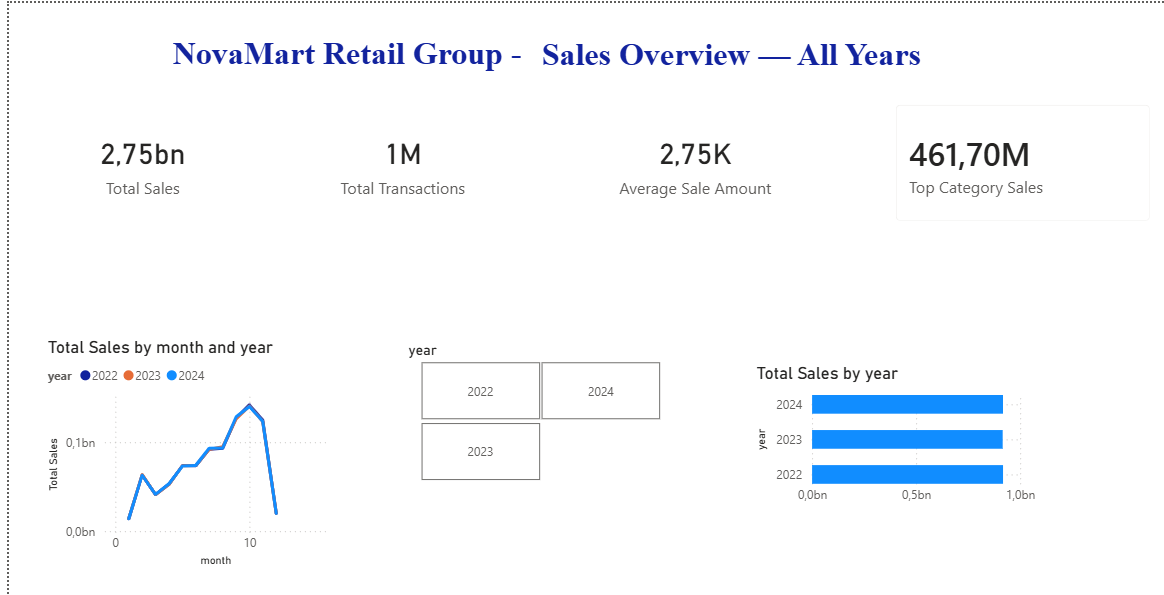 NovaMart Retail Group -  Sales Overview — All Years
2,75bn
Total Sales
1M
Total Transactions
2,75K
Average Sale Amount
461,70M
Top Category Sales
Total Sales by month and year
year 2022 2023 2024
Total Sales
0,1bn
0,0bn
0 10
month
year
2022 2024
2023
Total Sales by year
year
2024
2023
2022
0,0bn 0,5bn 1,0bn